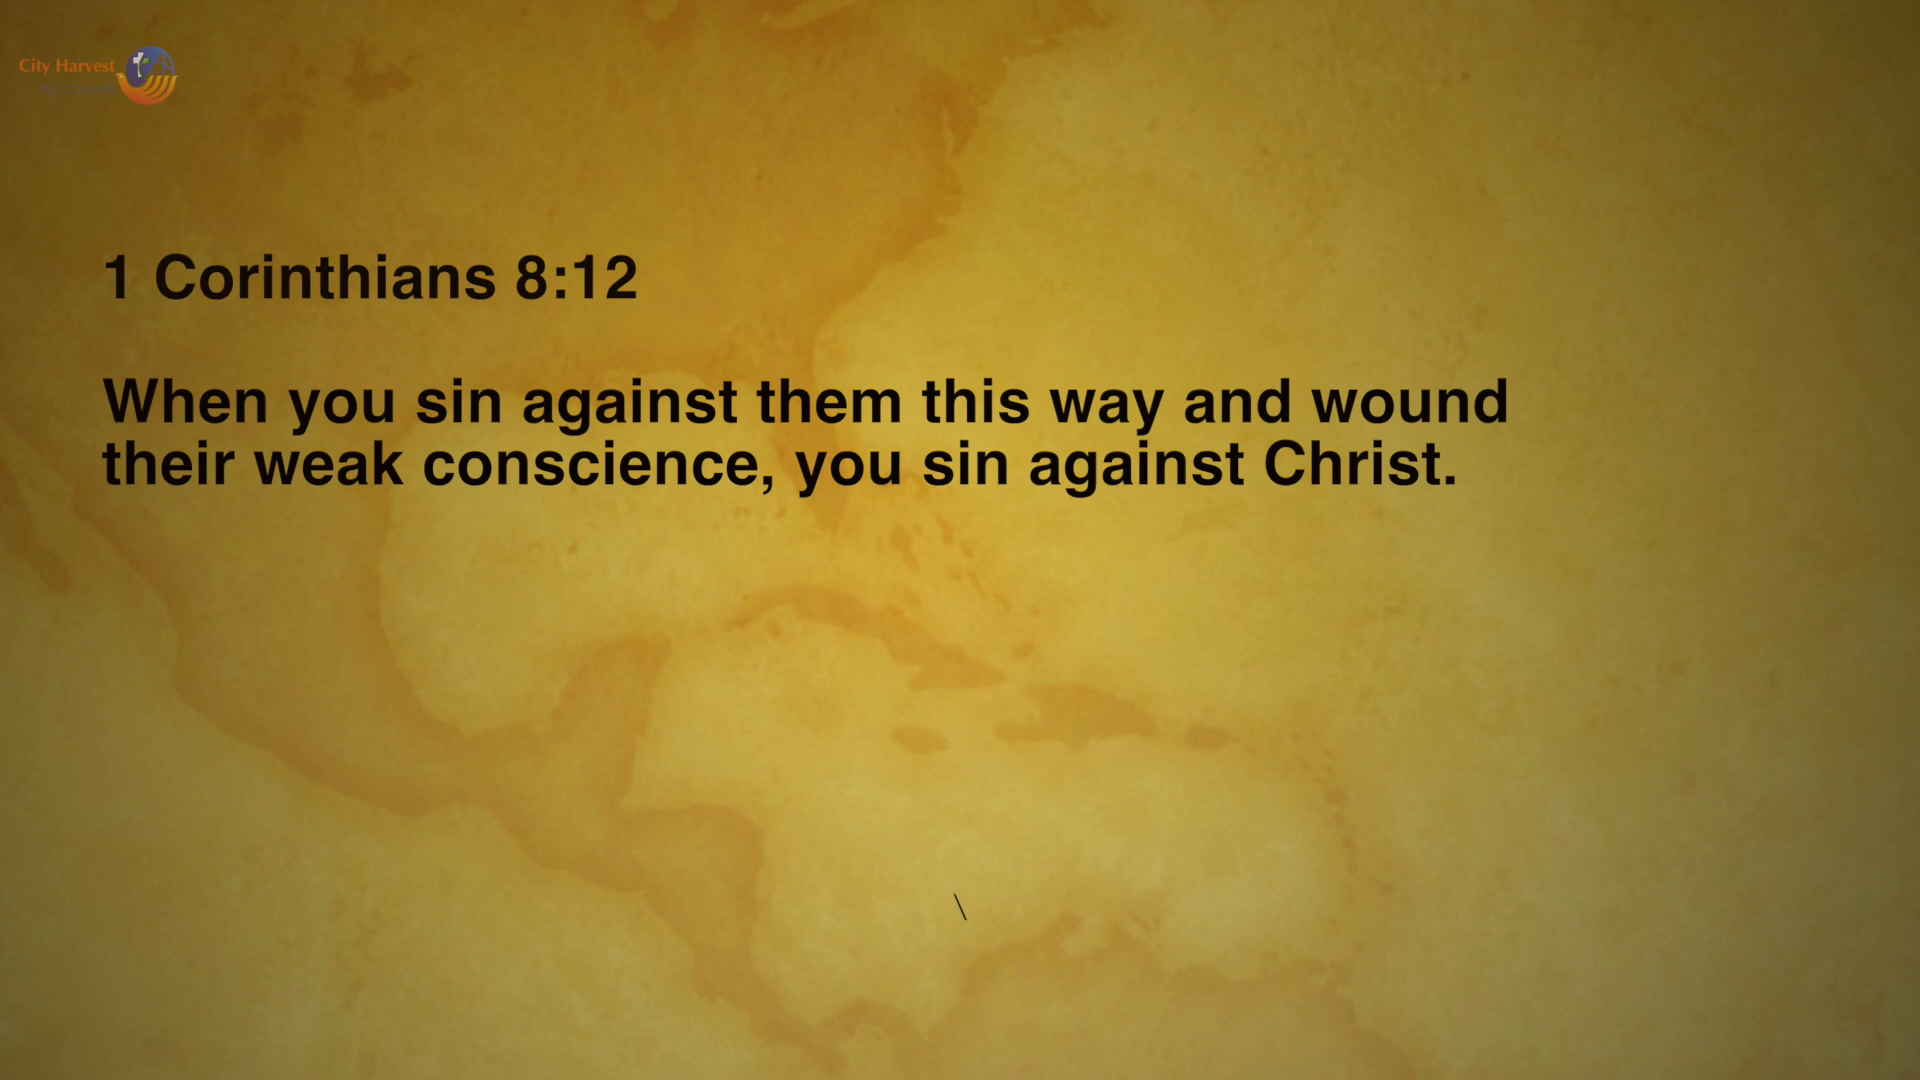 City Harvest
1 Corinthians 8:12
When you sin against them this way and wound
their weak conscience, you sin against Christ.
\